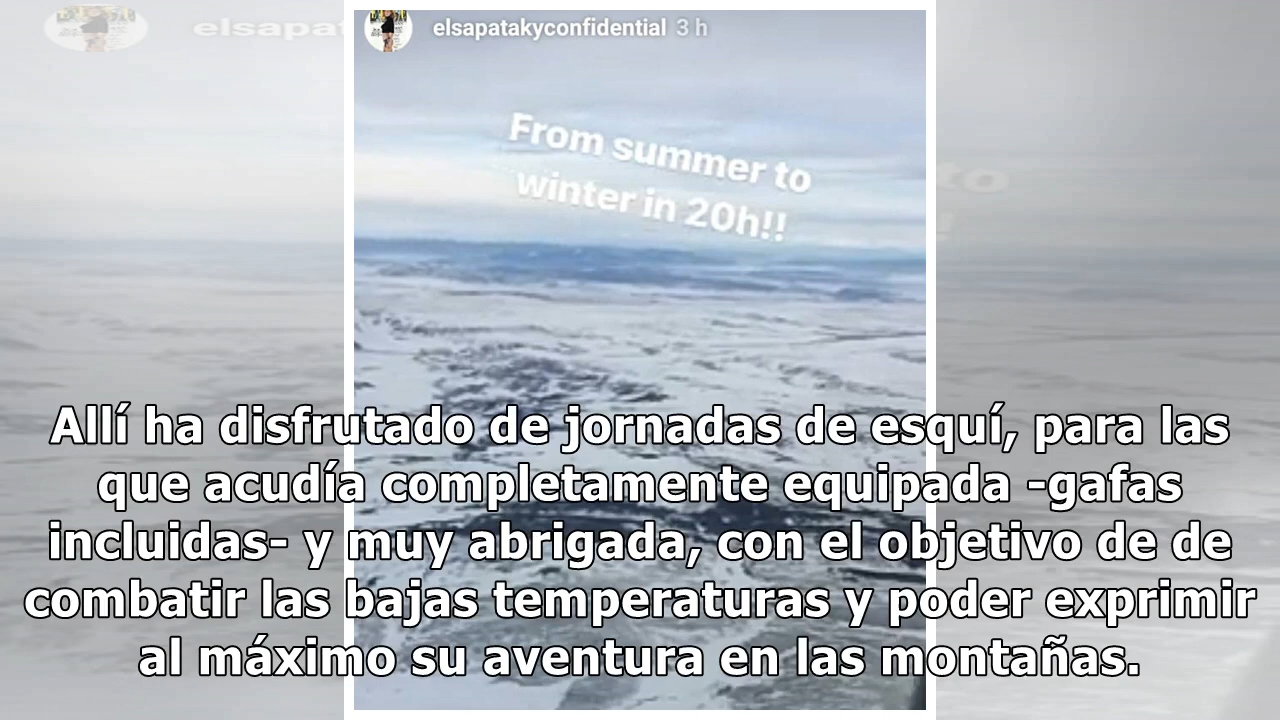 elsapatakyconfidential 3 h
From summer to
winter in 20h!!
Allí ha disfrutado de jornadas de esquí, para las
que acudía completamente equipada -gafas
incluidas- y muy abrigada, con el objetivo de de
combatir las bajas temperaturas y poder exprimir
al máximo su aventura en las montañas.